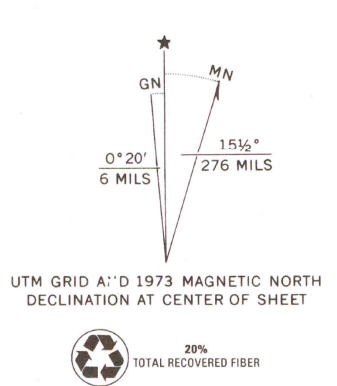 ★
GN
MN
0°20'
6 MILS
15½°
276 MILS
UTM GRID AND 1973 MAGNETIC NORTH
DECLINATION AT CENTER OF SHEET
20%
TOTAL RECOVERED FIBER